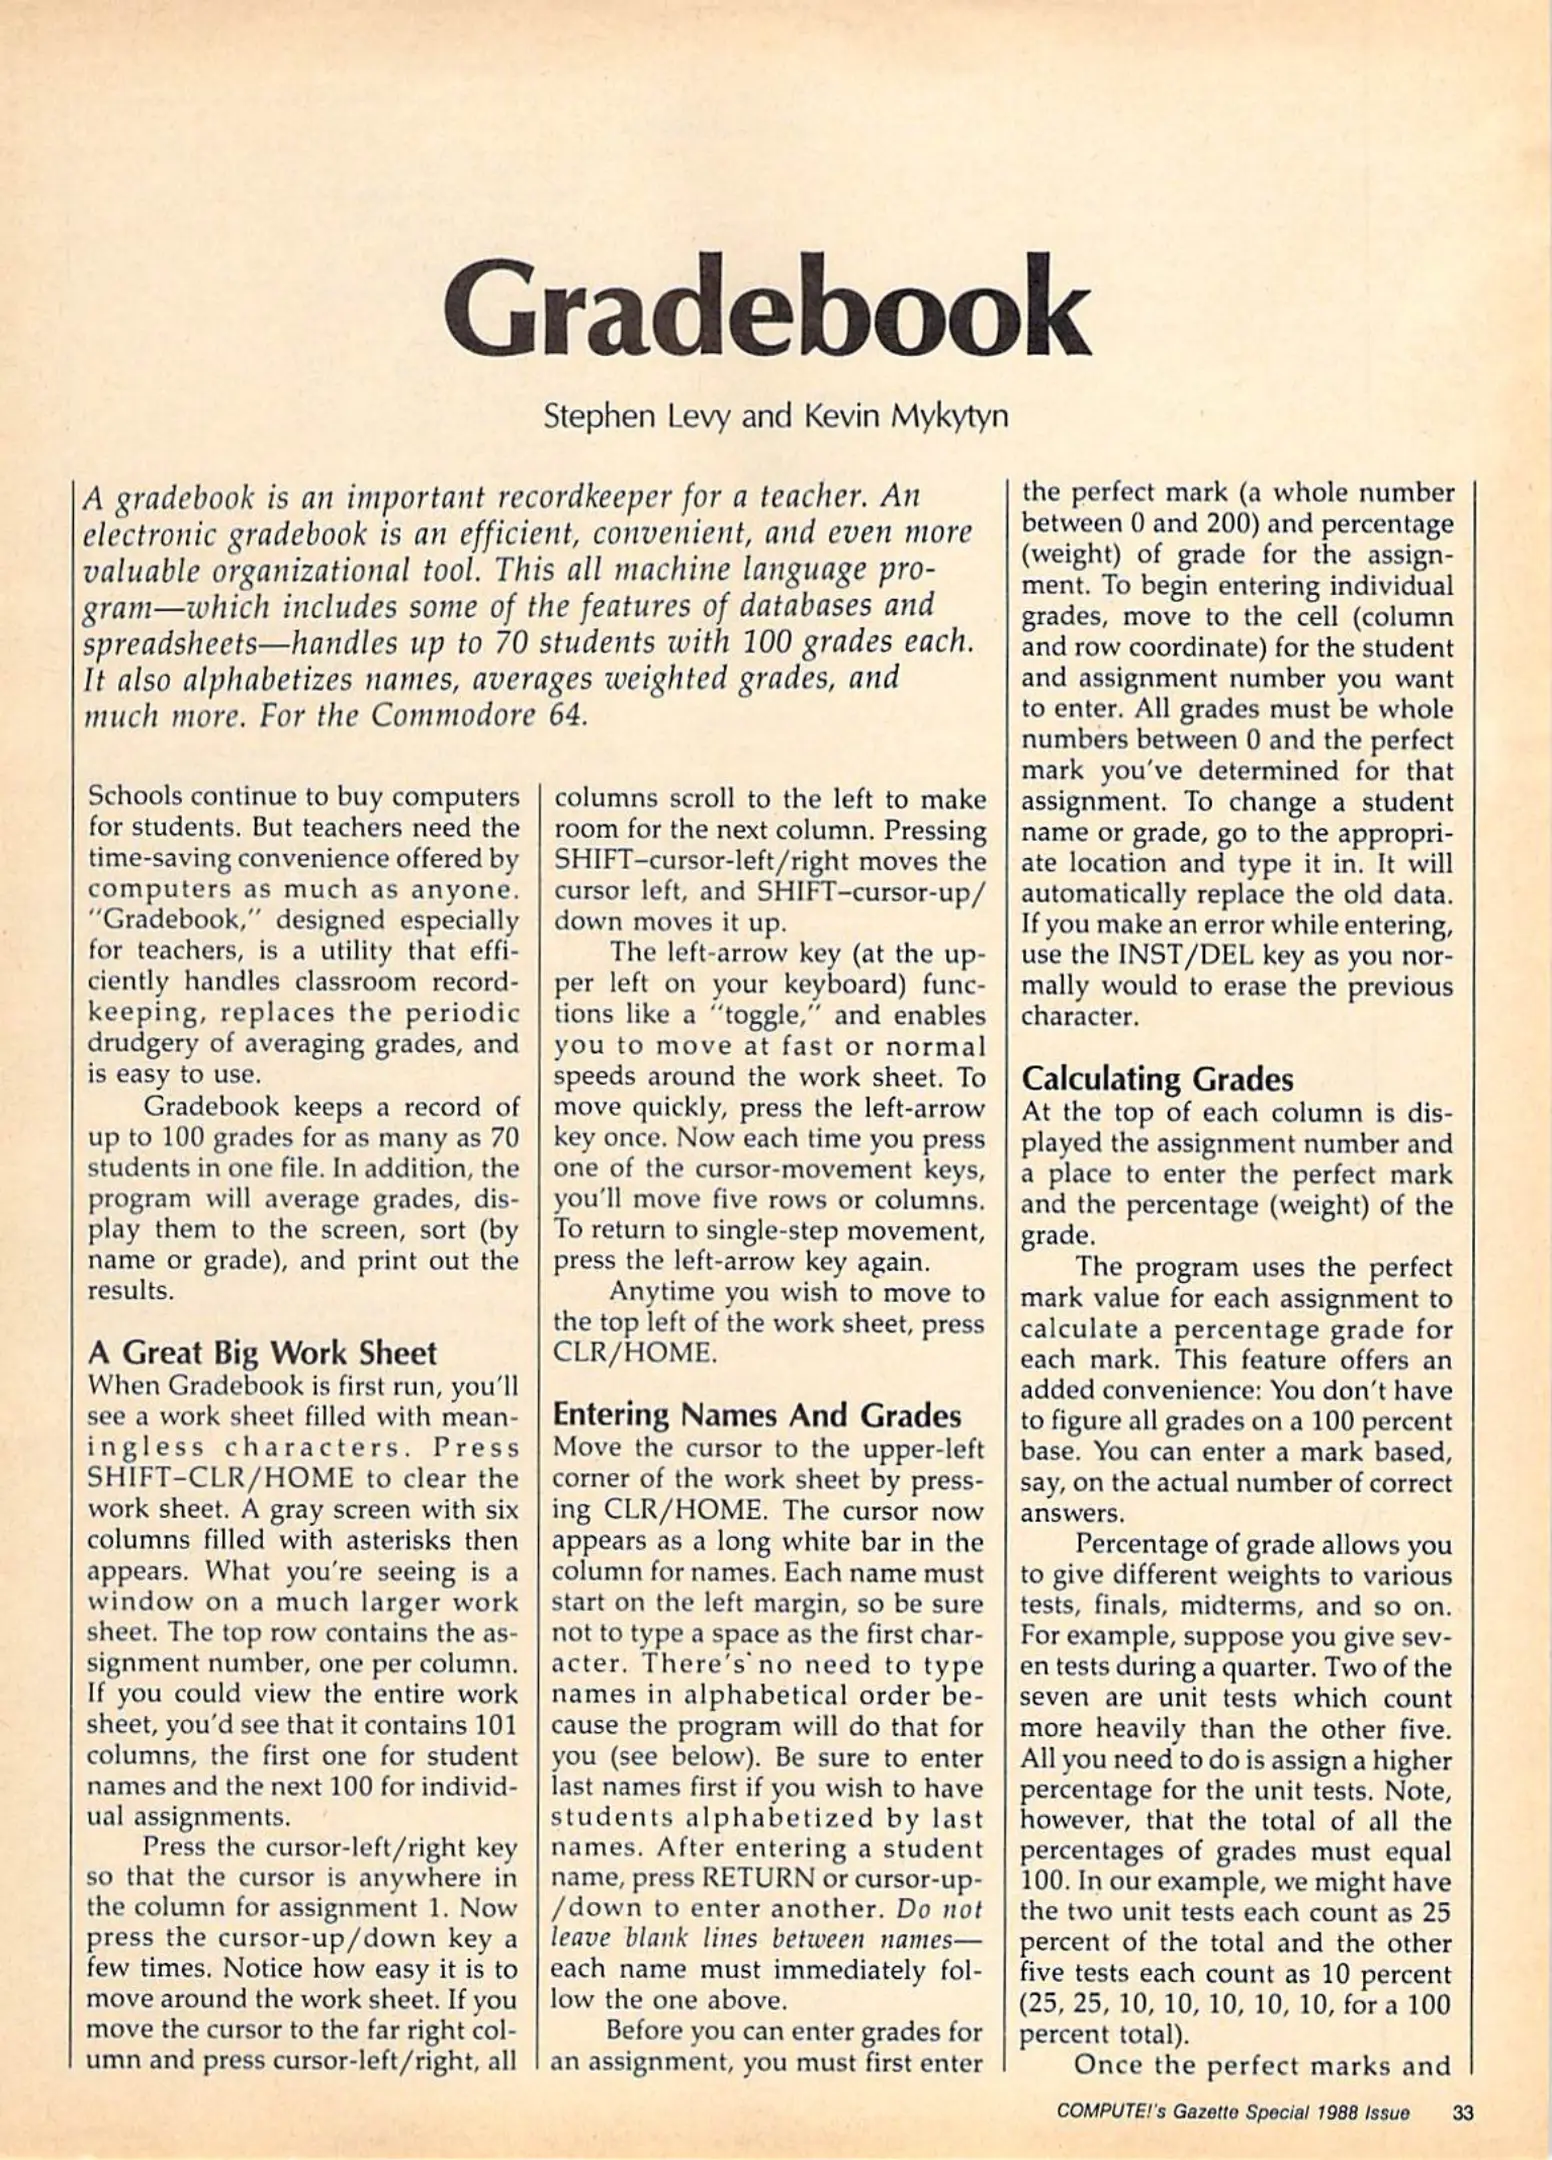 Gradebook
Stephen Levy and Kevin Mykytyn
A gradebook is an important recordkeeper for a teacher. An
electronic gradebook is an efficient, convenient, and even more
valuable organizational tool. This all machine language pro-
gram—which includes some of the features of databases and
spreadsheets—handles up to 70 students with 100 grades each.
It also alphabetizes names, averages weighted grades, and
much more. For the Commodore 64.
Schools continue to buy computers
for students. But teachers need the
time-saving convenience offered by
computers as much as anyone.
"Gradebook," designed especially
for teachers, is a utility that effi-
ciently handles classroom record-
keeping, replaces the periodic
drudgery of averaging grades, and
is easy to use.
Gradebook keeps a record of
up to 100 grades for as many as 70
students in one file. In addition, the
program will average grades, dis-
play them to the screen, sort (by
name or grade), and print out the
results.
A Great Big Work Sheet
When Gradebook is first run, you'll
see a work sheet filled with mean-
ingless characters. Press
SHIFT–CLR/HOME to clear the
work sheet. A gray screen with six
columns filled with asterisks then
appears. What you're seeing is a
window on a much larger work
sheet. The top row contains the as-
signment number, one per column.
If you could view the entire work
sheet, you'd see that it contains 101
columns, the first one for student
names and the next 100 for individ-
ual assignments.
Press the cursor-left/right key
so that the cursor is anywhere in
the column for assignment 1. Now
press the cursor-up/down key a
few times. Notice how easy it is to
move around the work sheet. If you
move the cursor to the far right col-
umn and press cursor-left/right, all
columns scroll to the left to make
room for the next column. Pressing
SHIFT–cursor-left/right moves the
cursor left, and SHIFT–cursor-up/
down moves it up.
The left-arrow key (at the up-
per left on your keyboard) func-
tions like a "toggle," and enables
you to move at fast or normal
speeds around the work sheet. To
move quickly, press the left-arrow
key once. Now each time you press
one of the cursor-movement keys,
you'll move five rows or columns.
To return to single-step movement,
press the left-arrow key again.
Anytime you wish to move to
the top left of the work sheet, press
CLR/HOME.
Entering Names And Grades
Move the cursor to the upper-left
corner of the work sheet by press-
ing CLR/HOME. The cursor now
appears as a long white bar in the
column for names. Each name must
start on the left margin, so be sure
not to type a space as the first char-
acter. There's no need to type
names in alphabetical order be-
cause the program will do that for
you (see below). Be sure to enter
last names first if you wish to have
students alphabetized by last
names. After entering a student
name, press RETURN or cursor-up-
/down to enter another. Do not
leave blank lines between names—
each name must immediately fol-
low the one above.
Before you can enter grades for
an assignment, you must first enter
the perfect mark (a whole number
between 0 and 200) and percentage
(weight) of grade for the assign-
ment. To begin entering individual
grades, move to the cell (column
and row coordinate) for the student
and assignment number you want
to enter. All grades must be whole
numbers between 0 and the perfect
mark you've determined for that
assignment. To change a student
name or grade, go to the appropri-
ate location and type it in. It will
automatically replace the old data.
If you make an error while entering,
use the INST/DEL key as you nor-
mally would to erase the previous
character.
Calculating Grades
At the top of each column is dis-
played the assignment number and
a place to enter the perfect mark
and the percentage (weight) of the
grade.
The program uses the perfect
mark value for each assignment to
calculate a percentage grade for
each mark. This feature offers an
added convenience: You don't have
to figure all grades on a 100 percent
base. You can enter a mark based,
say, on the actual number of correct
answers.
Percentage of grade allows you
to give different weights to various
tests, finals, midterms, and so on.
For example, suppose you give sev-
en tests during a quarter. Two of the
seven are unit tests which count
more heavily than the other five.
All you need to do is assign a higher
percentage for the unit tests. Note,
however, that the total of all the
percentages of grades must equal
100. In our example, we might have
the two unit tests each count as 25
percent of the total and the other
five tests each count as 10 percent
(25, 25, 10, 10, 10, 10, 10, for a 100
percent total).
Once the perfect marks and
COMPUTE!'s Gazette Special 1988 Issue 33